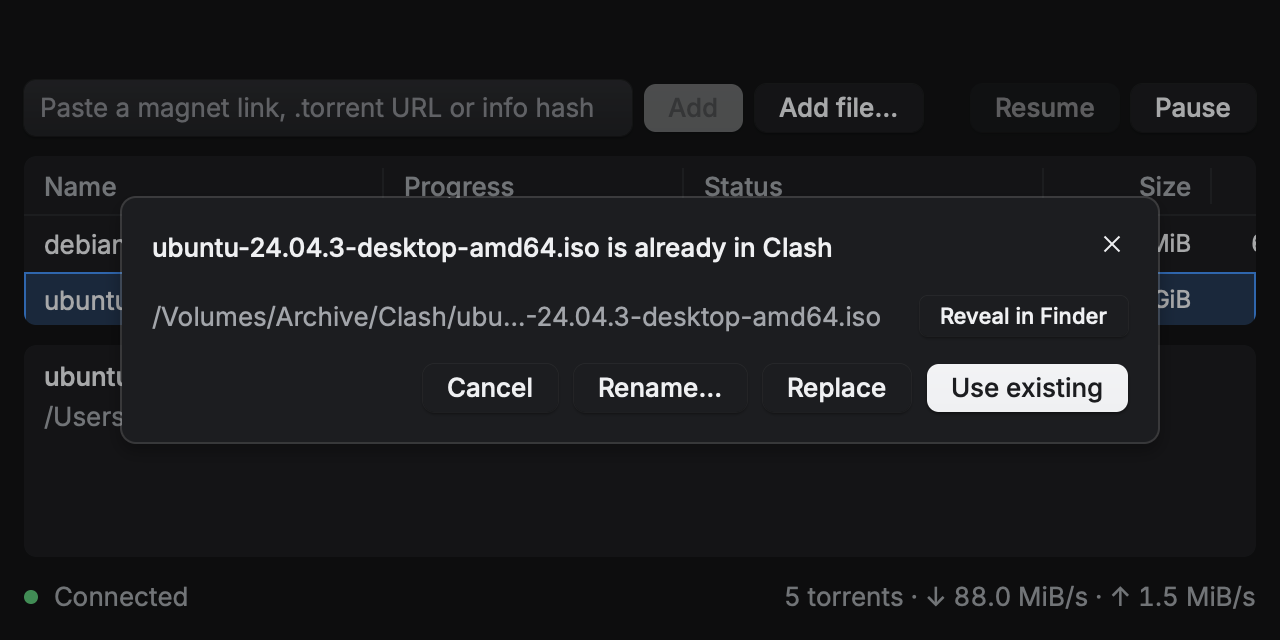 Paste a magnet link, .torrent URL or info hash Add Add file... Resume Pause
Name Progress Status Size
MiB
GiB
ubuntu-24.04.3-desktop-amd64.iso is already in Clash
/Volumes/Archive/Clash/ubu...-24.04.3-desktop-amd64.iso Reveal in Finder
Cancel Rename... Replace Use existing
/Users
Connected 5 torrents · ↓ 88.0 MiB/s · ↑ 1.5 MiB/s